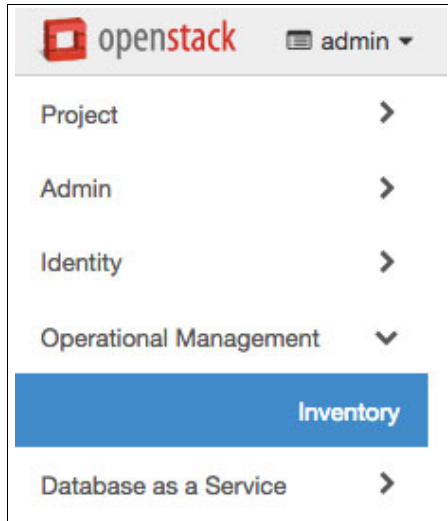 openstack admin
Project
Admin
Identity
Operational Management
Inventory
Database as a Service